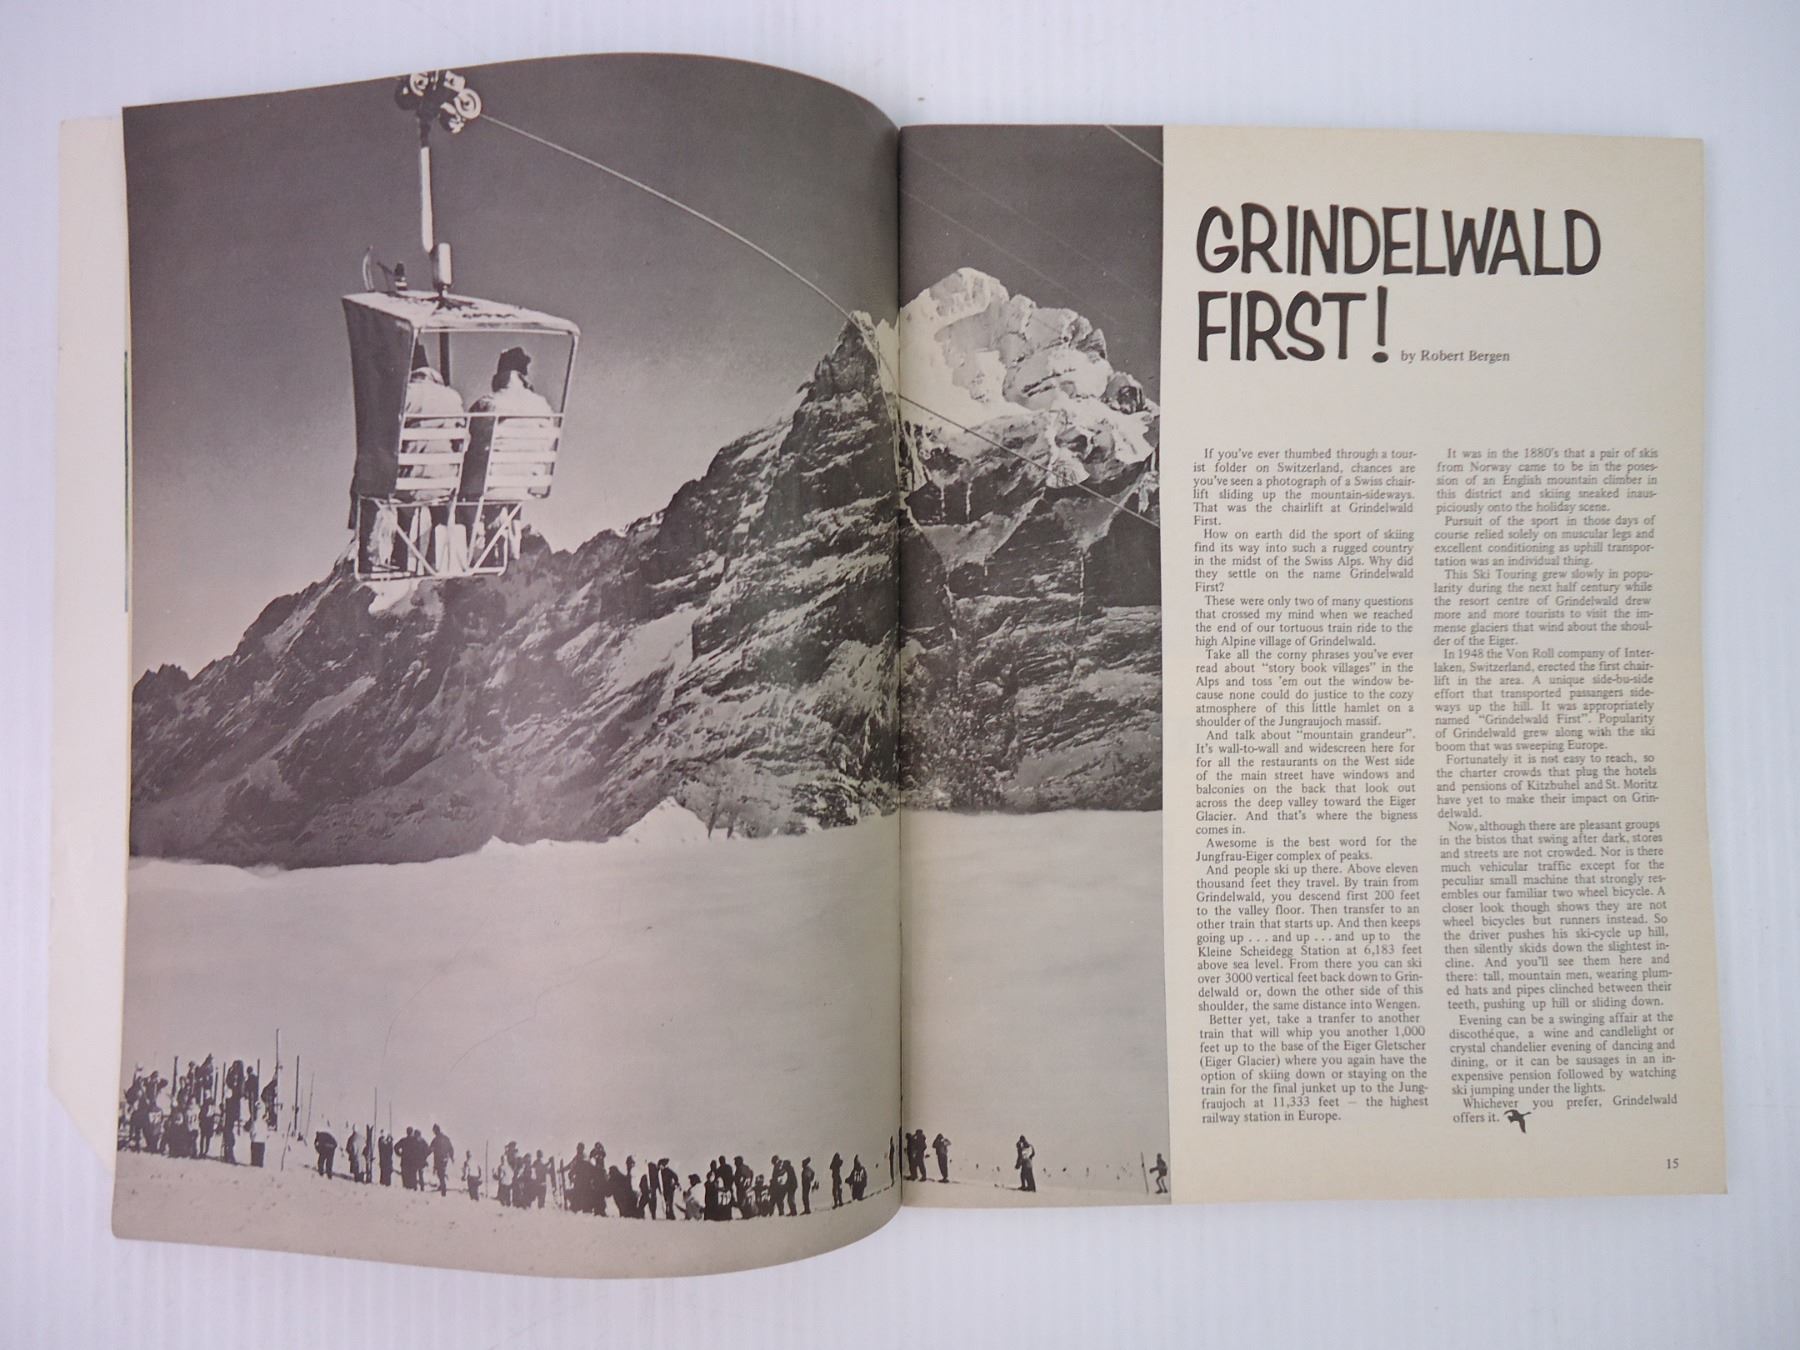 GRINDELWALD
FIRST!
by Robert Bergen
If you've ever thumbed through a tour-
ist folder on Switzerland, chances are
you've seen a photograph of a Swiss chair-
lift sliding up the mountain-sideways.
That was the chairlift at Grindelwald
First.
How on earth did the sport of skiing
find its way into such a rugged country
in the midst of the Swiss Alps. Why did
they settle on the name Grindelwald
First?
These were only two of many questions
that crossed my mind when we reached
the end of our tortuous train ride to the
high Alpine village of Grindelwald.
Take all the corny phrases you've ever
read about "story book villages" in the
Alps and toss 'em out the window be-
cause none could do justice to the cozy
atmosphere of this little hamlet on a
shoulder of the Jungraujoch massif.
And talk about "mountain grandeur".
It's wall-to-wall and widescreen here for
for all the restaurants on the West side
of the main street have windows and
balconies on the back that look out
across the deep valley toward the Eiger
Glacier. And that's where the bigness
comes in.
Awesome is the best word for the
Jungfrau-Eiger complex of peaks.
And people ski up there. Above eleven
thousand feet they travel. By train from
Grindelwald, you descend first 200 feet
to the valley floor. Then transfer to an
other train that starts up. And then keeps
going up . . . and up . . . and up to the
Kleine Scheidegg Station at 6,183 feet
above sea level. From there you can ski
over 3000 vertical feet back down to Grin-
delwald or, down the other side of this
shoulder, the same distance into Wengen.
Better yet, take a tranfer to another
train that will whip you another 1,000
feet up to the base of the Eiger Gletscher
(Eiger Glacier) where you again have the
option of skiing down or staying on the
train for the final junket up to the Jung-
fraujoch at 11,333 feet — the highest
railway station in Europe.
It was in the 1880's that a pair of skis
from Norway came to be in the poses-
sion of an English mountain climber in
this district and skiing sneaked inaus-
piciously onto the holiday scene.
Pursuit of the sport in those days of
course relied solely on muscular legs and
excellent conditioning as uphill transpor-
tation was an individual thing.
This Ski Touring grew slowly in popu-
larity during the next half century while
the resort centre of Grindelwald drew
more and more tourists to visit the im-
mense glaciers that wind about the shoul-
der of the Eiger.
In 1948 the Von Roll company of Inter-
laken, Switzerland, erected the first chair-
lift in the area. A unique side-bu-side
effort that transported passangers side-
ways up the hill. It was appropriately
named "Grindelwald First". Popularity
of Grindelwald grew along with the ski
boom that was sweeping Europe.
Fortunately it is not easy to reach, so
the charter crowds that plug the hotels
and pensions of Kitzbuhel and St. Moritz
have yet to make their impact on Grin-
delwald.
Now, although there are pleasant groups
in the bistos that swing after dark, stores
and streets are not crowded. Nor is there
much vehicular traffic except for the
peculiar small machine that strongly res-
embles our familiar two wheel bicycle. A
closer look though shows they are not
wheel bicycles but runners instead. So
the driver pushes his ski-cycle up hill,
then silently skids down the slightest in-
cline. And you'll see them here and
there: tall, mountain men, wearing plum-
ed hats and pipes clinched between their
teeth, pushing up hill or sliding down.
Evening can be a swinging affair at the
discothéque, a wine and candlelight or
crystal chandelier evening of dancing and
dining, or it can be sausages in an in-
expensive pension followed by watching
ski jumping under the lights.
Whichever you prefer, Grindelwald
offers it.
15